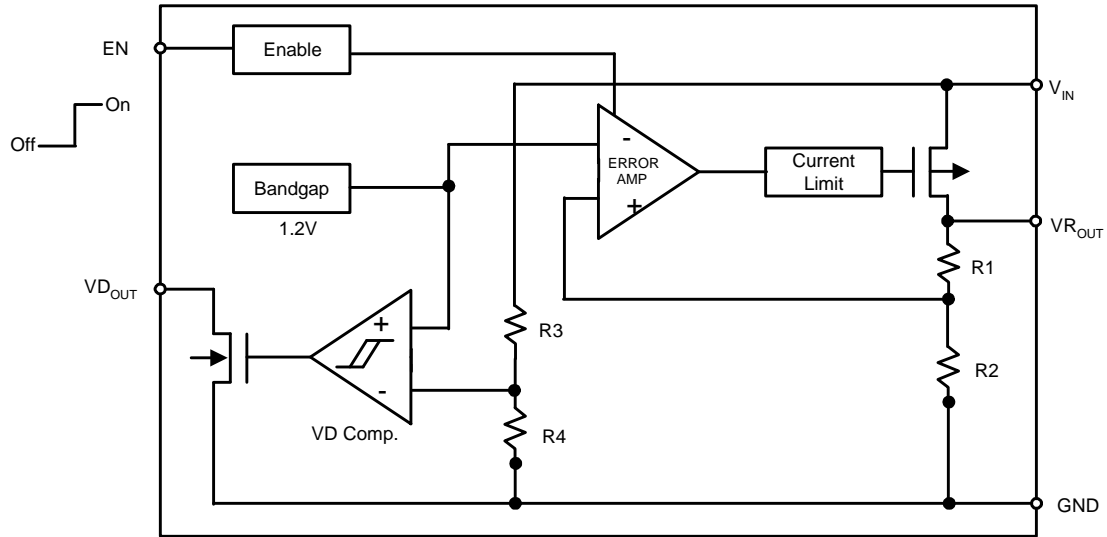 EN
Enable
On
Off
V_IN
-
ERROR
AMP
+
Current
Limit
Bandgap
1.2V
VR_OUT
R1
VD_OUT
+
-
VD Comp.
R3
R2
R4
GND